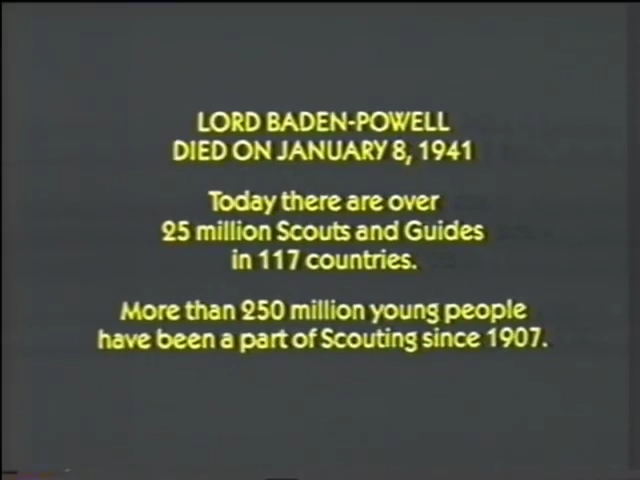 LORD BADEN-POWELL
DIED ON JANUARY 8, 1941
Today there are over
25 million Scouts and Guides
in 117 countries.
More than 250 million young people
have been a part of Scouting since 1907.